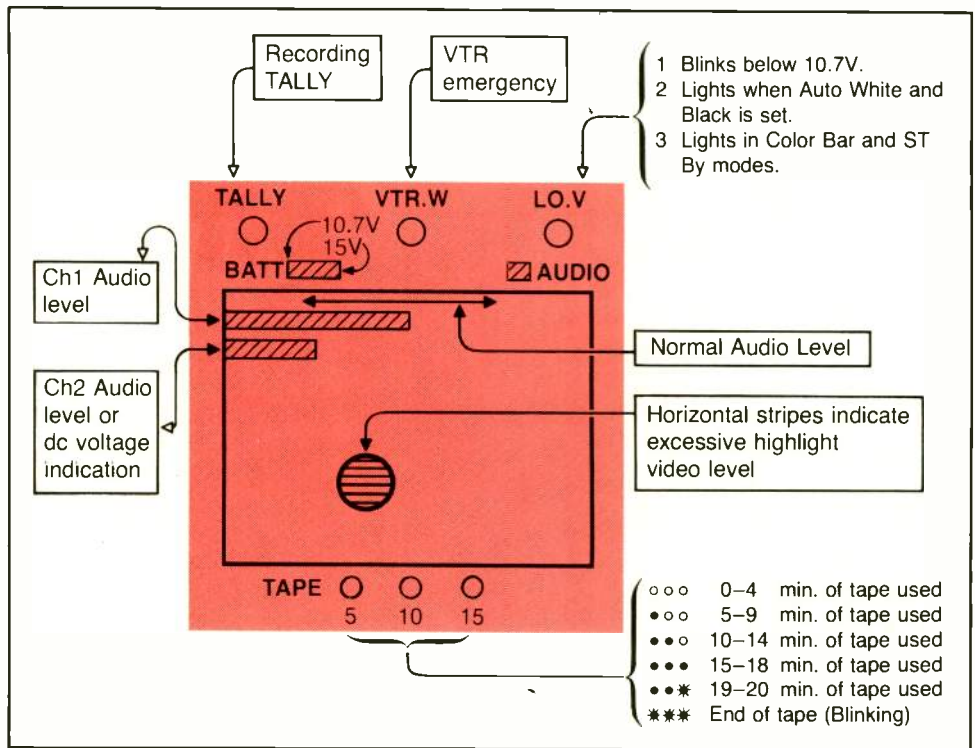 Recording
TALLY
VTR
emergency
1 Blinks below 10.7V.
2 Lights when Auto White and
Black is set.
3 Lights in Color Bar and ST
By modes.
TALLY
VTR.W
LO.V
10.7V
15V
BATT
AUDIO
Ch1 Audio
level
Normal Audio Level
Ch2 Audio
level or
dc voltage
indication
Horizontal stripes indicate
excessive highlight
video level
TAPE
5 10 15
0–4 min. of tape used
5–9 min. of tape used
10–14 min. of tape used
15–18 min. of tape used
19–20 min. of tape used
End of tape (Blinking)